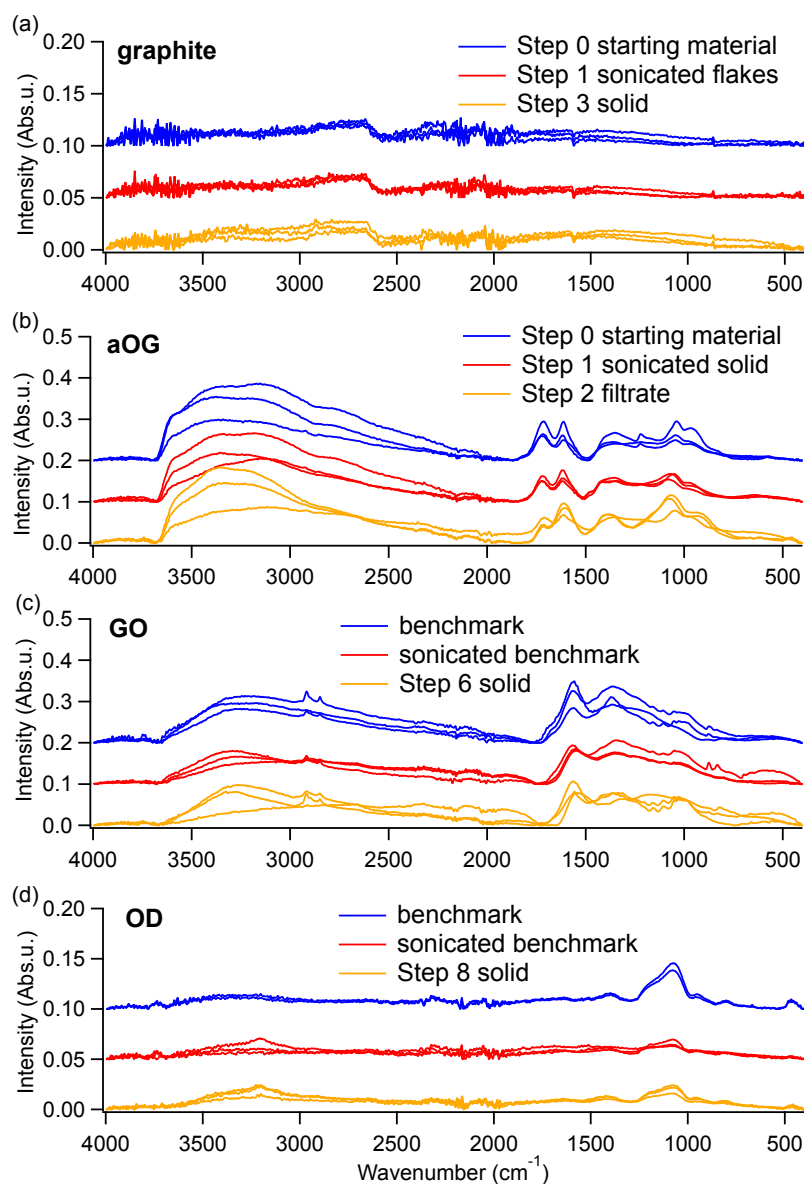 (a)
graphite
Step 0 starting material
Step 1 sonicated flakes
Step 3 solid
Intensity (Abs.u.)
0.20
0.15
0.10
0.05
0.00
4000 3500 3000 2500 2000 1500 1000 500
(b)
aOG
Step 0 starting material
Step 1 sonicated solid
Step 2 filtrate
Intensity (Abs.u.)
0.5
0.4
0.3
0.2
0.1
0.0
4000 3500 3000 2500 2000 1500 1000 500
(c)
GO
benchmark
sonicated benchmark
Step 6 solid
Intensity (Abs.u.)
0.5
0.4
0.3
0.2
0.1
0.0
4000 3500 3000 2500 2000 1500 1000 500
(d)
OD
benchmark
sonicated benchmark
Step 8 solid
Intensity (Abs.u.)
0.20
0.15
0.10
0.05
0.00
4000 3500 3000 2500 2000 1500 1000 500
Wavenumber (cm⁻¹)